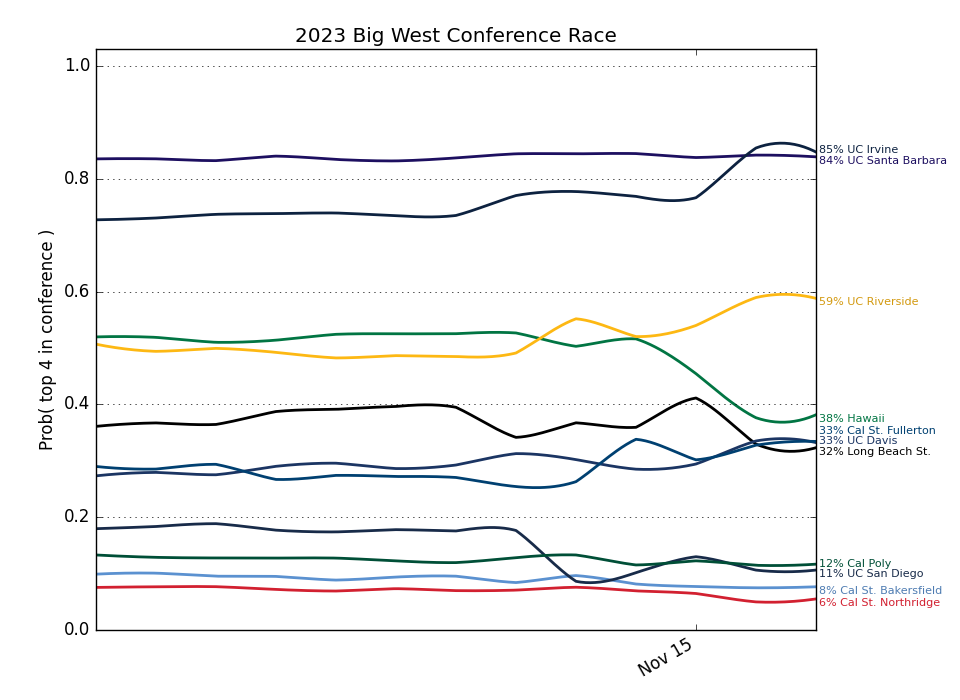 2023 Big West Conference Race
Prob( top 4 in conference )
1.0
0.8
0.6
0.4
0.2
0.0
Nov 15
85% UC Irvine
84% UC Santa Barbara
59% UC Riverside
38% Hawaii
33% Cal St. Fullerton
33% UC Davis
32% Long Beach St.
12% Cal Poly
11% UC San Diego
8% Cal St. Bakersfield
6% Cal St. Northridge